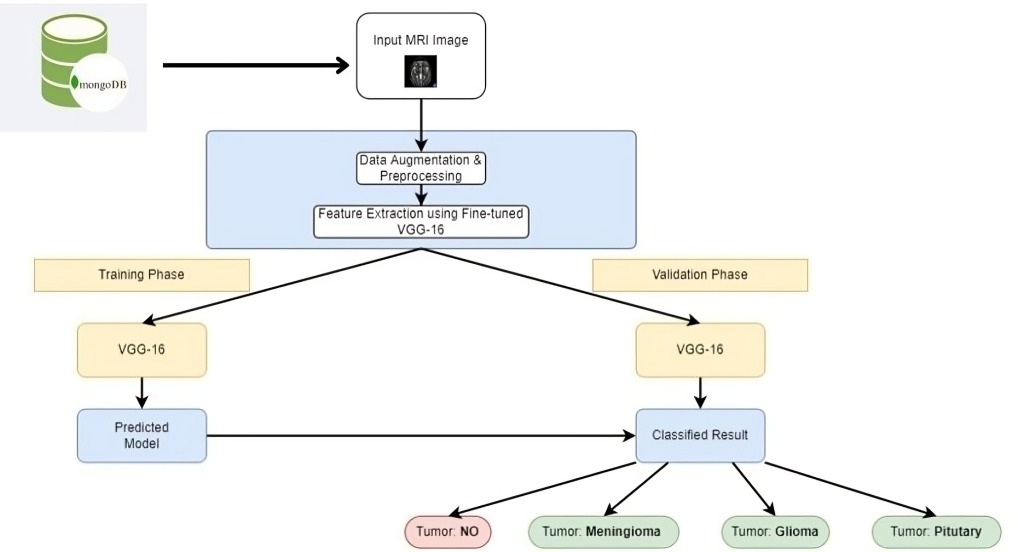 mongoDB
Input MRI Image
Data Augmentation &
Preprocessing
Feature Extraction using Fine-tuned
VGG-16
Training Phase
Validation Phase
VGG-16
VGG-16
Predicted
Model
Classified Result
Tumor: NO
Tumor: Meningioma
Tumor: Glioma
Tumor: Pitutary